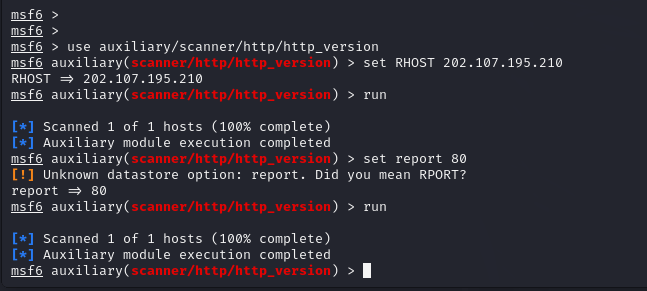 msf6 >
msf6 >
msf6 > use auxiliary/scanner/http/http_version
msf6 auxiliary(scanner/http/http_version) > set RHOST 202.107.195.210
RHOST => 202.107.195.210
msf6 auxiliary(scanner/http/http_version) > run
[*] Scanned 1 of 1 hosts (100% complete)
[*] Auxiliary module execution completed
msf6 auxiliary(scanner/http/http_version) > set report 80
[!] Unknown datastore option: report. Did you mean RPORT?
report => 80
msf6 auxiliary(scanner/http/http_version) > run
[*] Scanned 1 of 1 hosts (100% complete)
[*] Auxiliary module execution completed
msf6 auxiliary(scanner/http/http_version) >